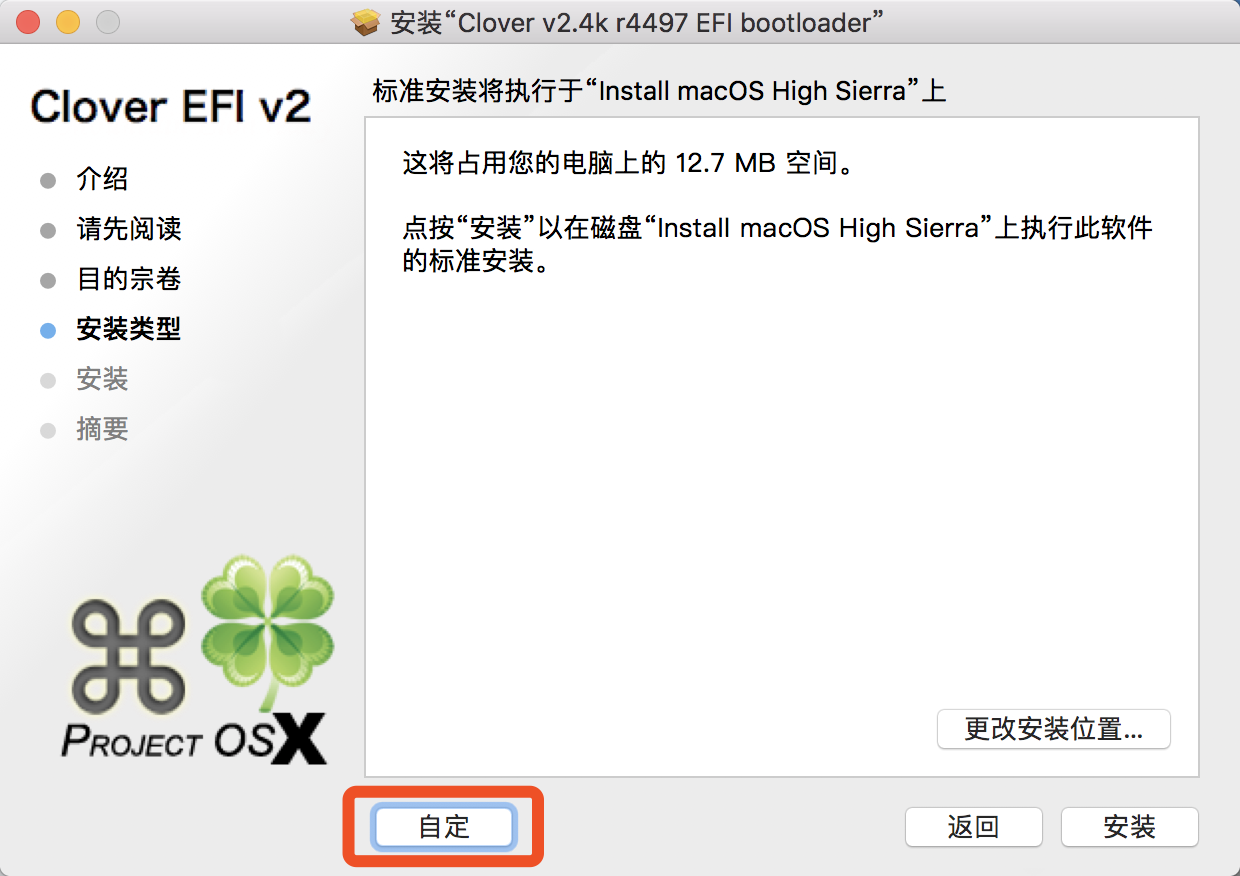 安装“Clover v2.4k r4497 EFI bootloader”
Clover EFI v2
介绍
请先阅读
目的宗卷
安装类型
安装
摘要
PROJECT OSX
标准安装将执行于“Install macOS High Sierra”上
这将占用您的电脑上的 12.7 MB 空间。
点按“安装”以在磁盘“Install macOS High Sierra”上执行此软件
的标准安装。
更改安装位置...
自定
返回
安装